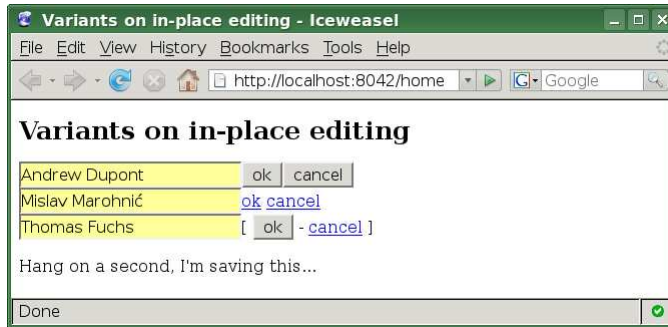 Variants on in-place editing - Iceweasel
File Edit View History Bookmarks Tools Help
http://localhost:8042/home G Google
Variants on in-place editing
Andrew Dupont ok cancel
Mislav Marohnić ok cancel
Thomas Fuchs [ ok - cancel ]
Hang on a second, I'm saving this...
Done